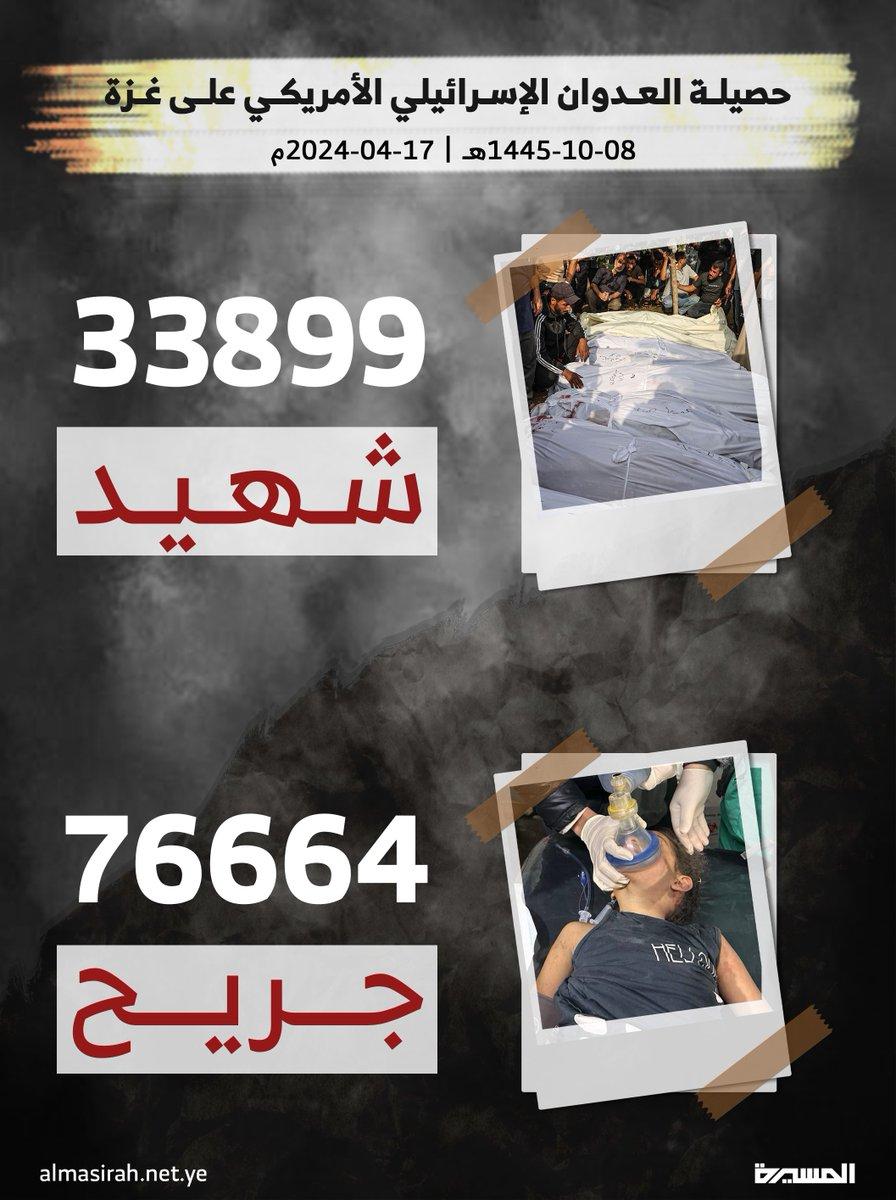 حصيلة العدوان الإسرائيلي الأمريكي على غزة
08-10-1445هـ | 17-04-2024م
33899
شهيد
76664
جريح
HELLO
almasirah.net.ye
المسيرة